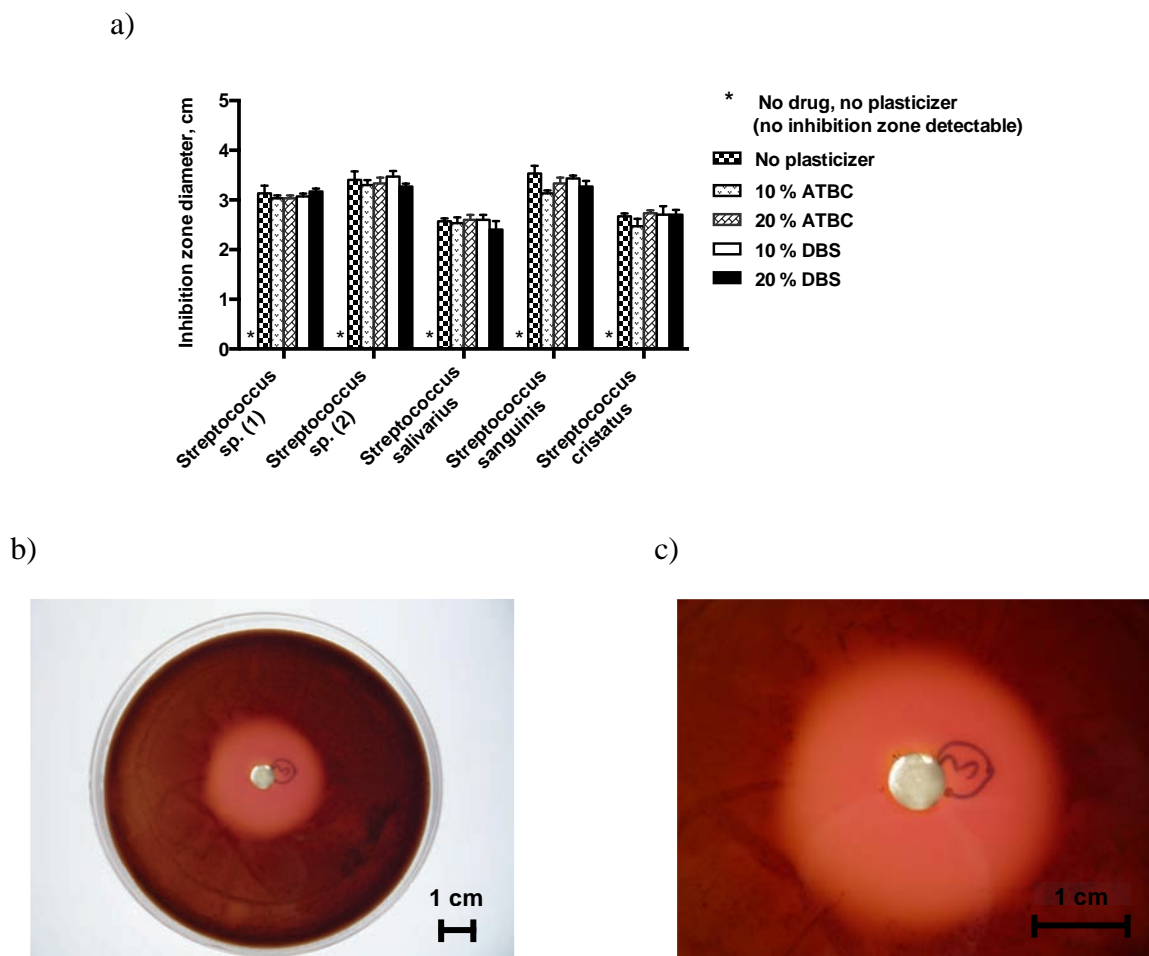 a)
5
4
3
2
1
0
Inhibition zone diameter, cm
*
*
*
*
*
Streptococcus
sp. (1)
Streptococcus
sp. (2)
Streptococcus
salivarius
Streptococcus
sanguinis
Streptococcus
cristatus
* No drug, no plasticizer
(no inhibition zone detectable)
No plasticizer
10 % ATBC
20 % ATBC
10 % DBS
20 % DBS
b)
3
1 cm
c)
3
1 cm